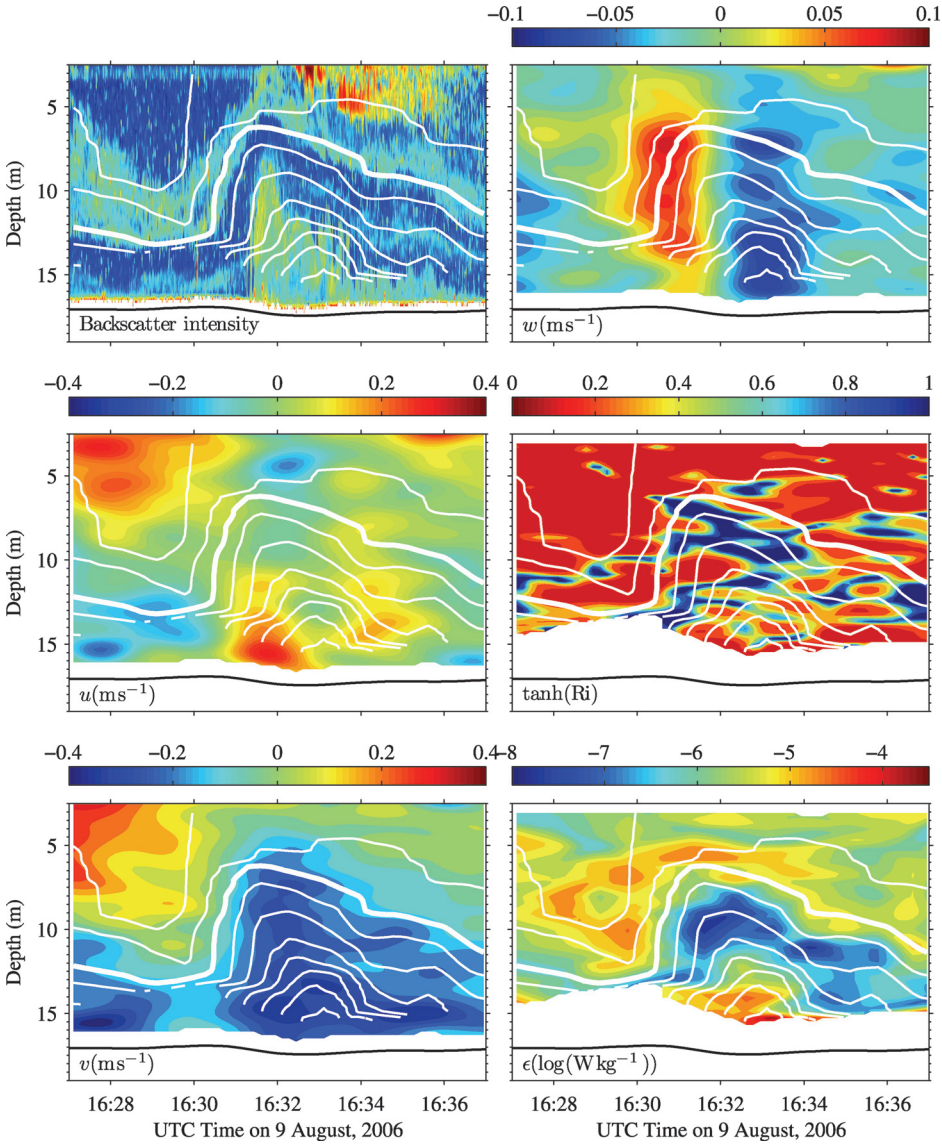 −0.1 −0.05 0 0.05 0.1
5
10
15
Depth (m)
Backscatter intensity
w(ms−1)
−0.4 −0.2 0 0.2 0.4
0 0.2 0.4 0.6 0.8 1
5
10
15
Depth (m)
u(ms−1)
tanh(Ri)
−0.4 −0.2 0 0.2 0.4
−8 −7 −6 −5 −4
5
10
15
Depth (m)
v(ms−1)
ϵ(log(Wkg−1))
16:28 16:30 16:32 16:34 16:36
16:28 16:30 16:32 16:34 16:36
UTC Time on 9 August, 2006
UTC Time on 9 August, 2006